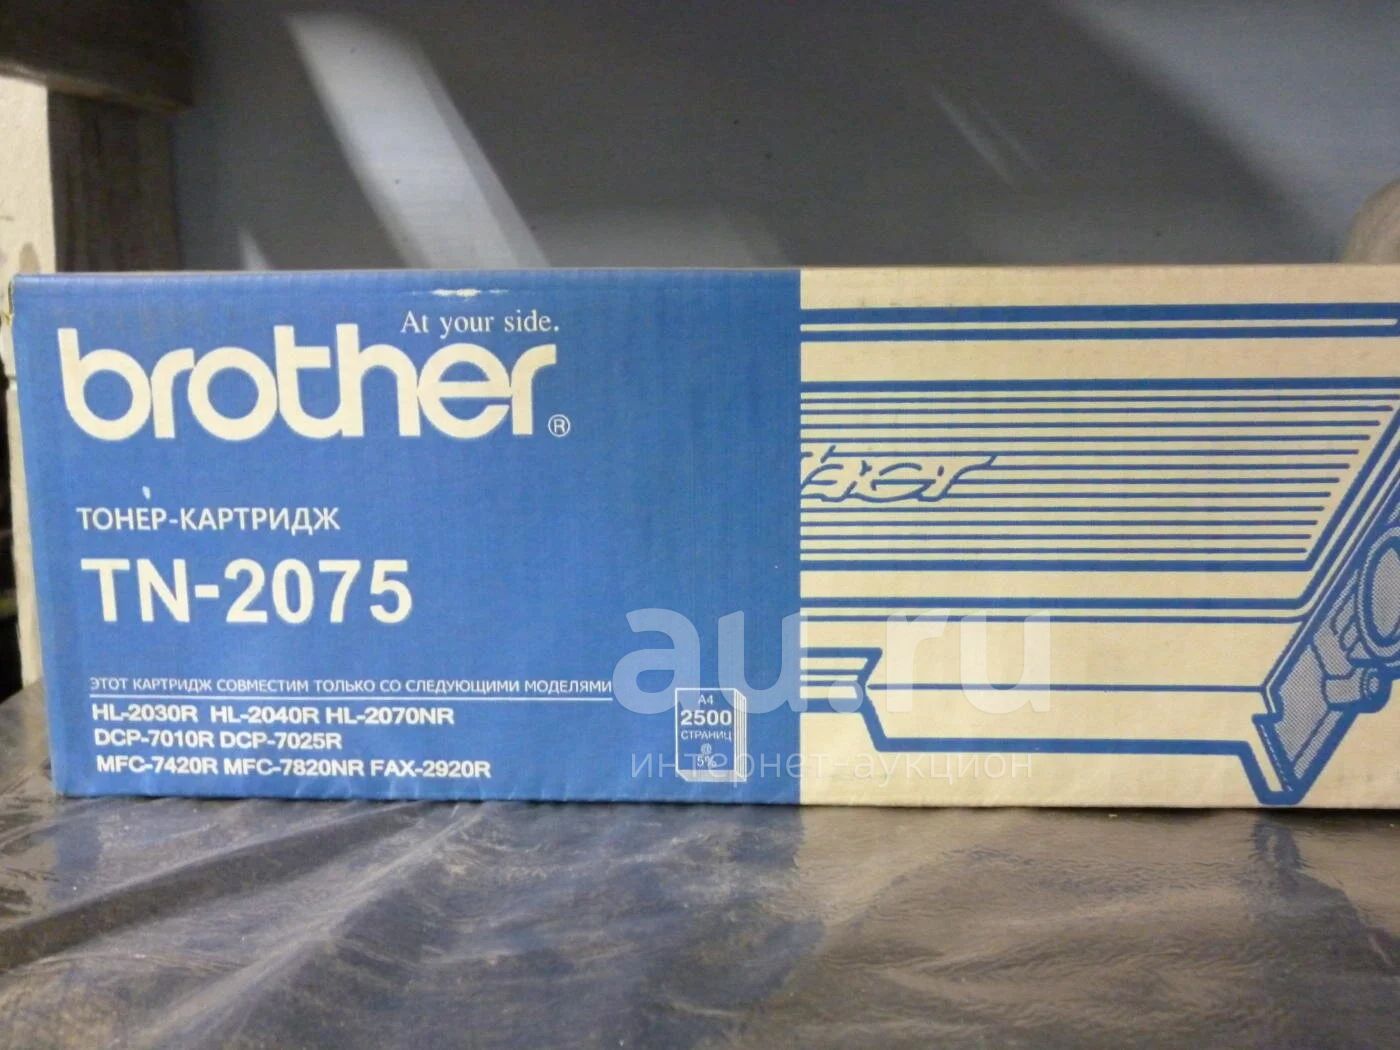 At your side.
brother®
ТОНЕР-КАРТРИДЖ
TN-2075
ЭТОТ КАРТРИДЖ СОВМЕСТИМ ТОЛЬКО СО СЛЕДУЮЩИМИ МОДЕЛЯМИ
HL-2030R HL-2040R HL-2070NR
DCP-7010R DCP-7025R
MFC-7420R MFC-7820NR FAX-2920R
A4
2500
СТРАНИЦ
@
5%
au.ru
интернет-аукцион